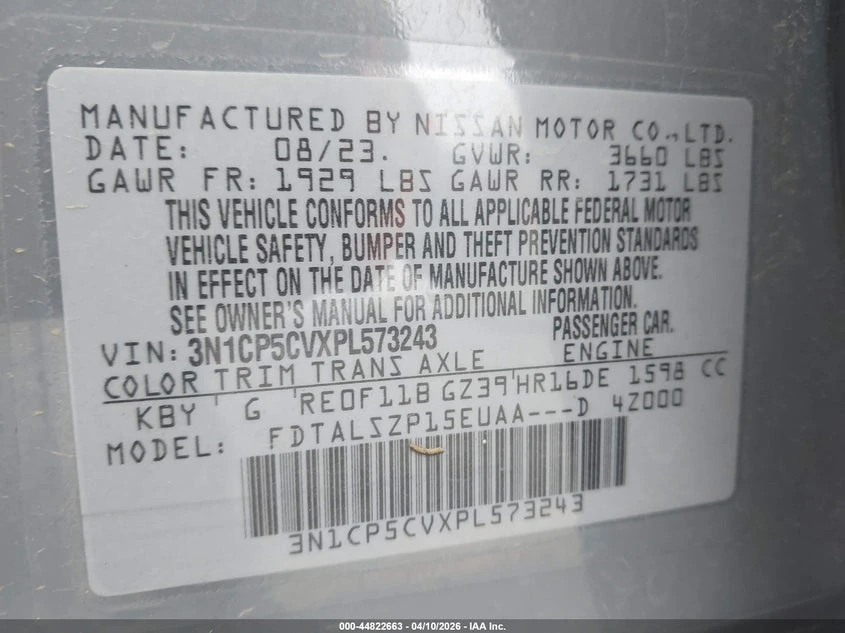 MANUFACTURED BY NISSAN MOTOR CO.,LTD.
DATE: 08/23. GVWR: 3660 LBS
GAWR FR: 1929 LBS GAWR RR: 1731 LBS
THIS VEHICLE CONFORMS TO ALL APPLICABLE FEDERAL MOTOR
VEHICLE SAFETY, BUMPER AND THEFT PREVENTION STANDARDS
IN EFFECT ON THE DATE OF MANUFACTURE SHOWN ABOVE.
SEE OWNER'S MANUAL FOR ADDITIONAL INFORMATION.
VIN: 3N1CP5CVXPL573243 PASSENGER CAR.
COLOR TRIM TRANS AXLE ENGINE
KBY G RE0F11B GZ39 HR16DE 1598 CC
MODEL: FDTALSZP15EUAA---D 4Z000
3N1CP5CVXPL573243
000-44822663 - 04/10/2026 - IAA Inc.